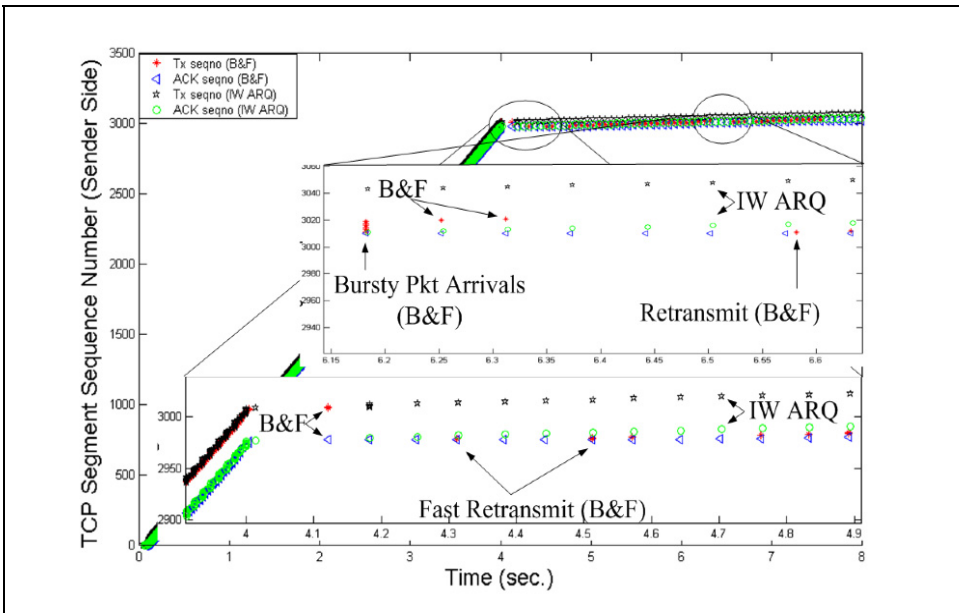 3500
Tx seqno (B&F)
ACK seqno (B&F)
Tx seqno (IW ARQ)
ACK seqno (IW ARQ)
3000
2500
2000
1500
1000
500
0
TCP Segment Sequence Number (Sender Side)
3060
3040
3020
3000
2980
2960
2940
B&F
IW ARQ
Bursty Pkt Arrivals
(B&F)
Retransmit (B&F)
6.15 6.2 6.25 6.3 6.35 6.4 6.45 6.5 6.55 6.6
3000
2950
2900
B&F
IW ARQ
Fast Retransmit (B&F)
4 4.1 4.2 4.3 4.4 4.5 4.6 4.7 4.8 4.9
0 1 2 3 4 5 6 7 8
Time (sec.)